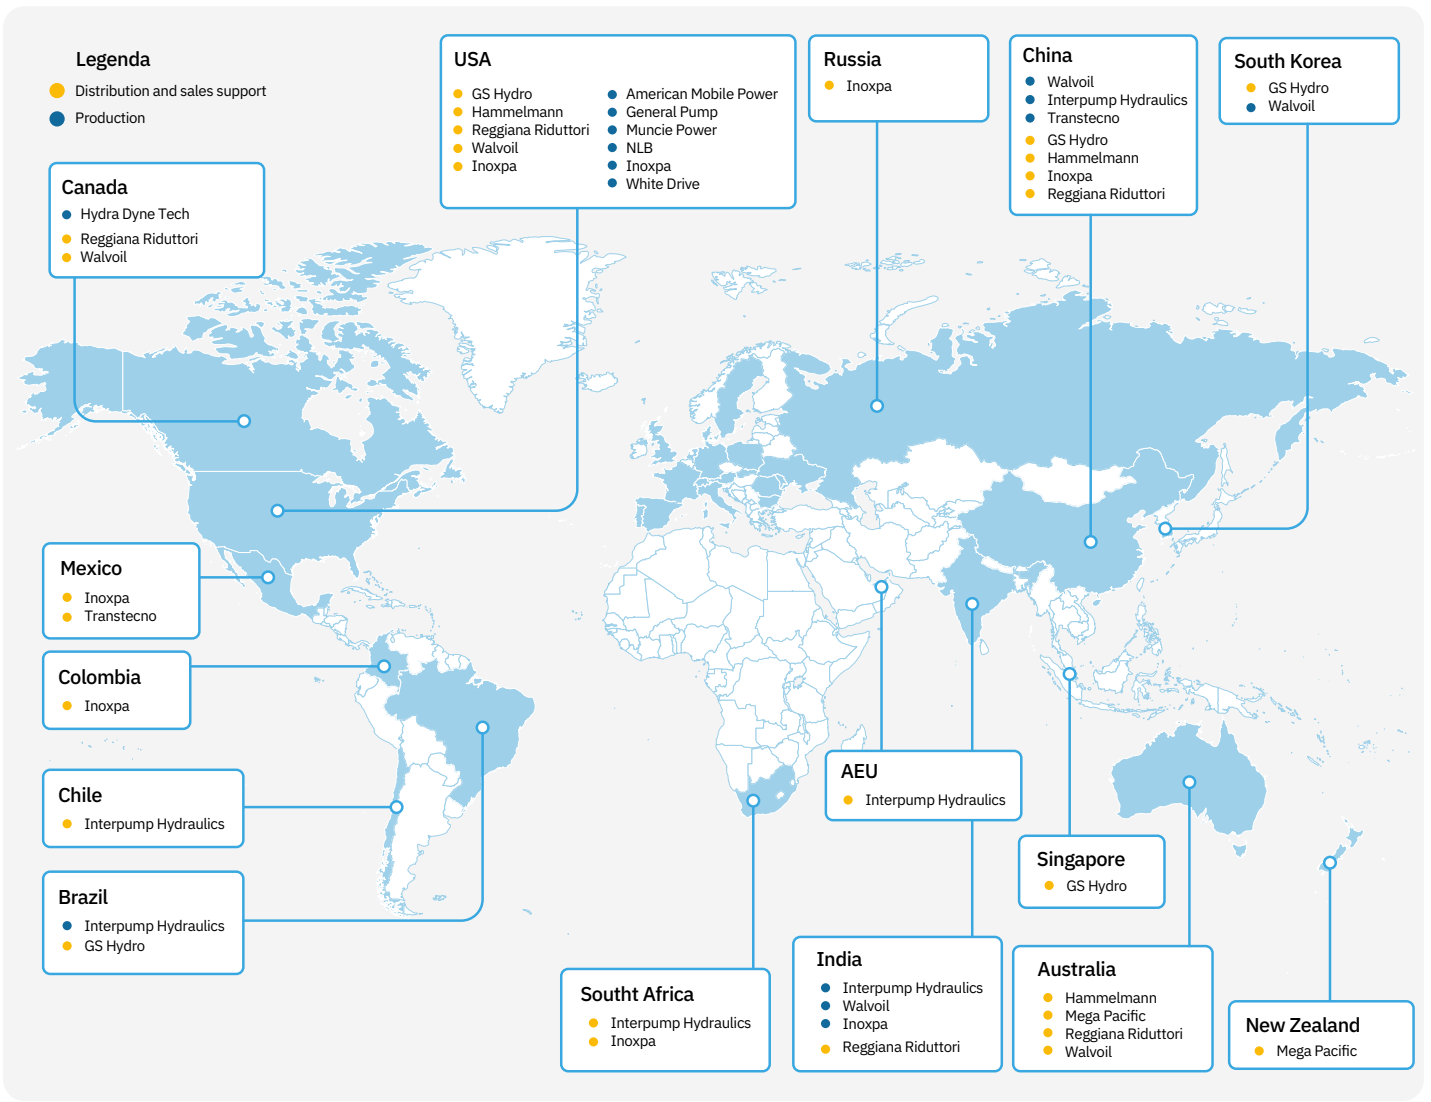 Legenda
Distribution and sales support
Production
USA
GS Hydro
Hammelmann
Reggiana Riduttori
Walvoil
Inoxpa
American Mobile Power
General Pump
Muncie Power
NLB
Inoxpa
White Drive
Russia
Inoxpa
China
Walvoil
Interpump Hydraulics
Transtecno
GS Hydro
Hammelmann
Inoxpa
Reggiana Riduttori
South Korea
GS Hydro
Walvoil
Canada
Hydra Dyne Tech
Reggiana Riduttori
Walvoil
Mexico
Inoxpa
Transtecno
Colombia
Inoxpa
Chile
Interpump Hydraulics
Brazil
Interpump Hydraulics
GS Hydro
AEU
Interpump Hydraulics
Singapore
GS Hydro
Southt Africa
Interpump Hydraulics
Inoxpa
India
Interpump Hydraulics
Walvoil
Inoxpa
Reggiana Riduttori
Australia
Hammelmann
Mega Pacific
Reggiana Riduttori
Walvoil
New Zealand
Mega Pacific